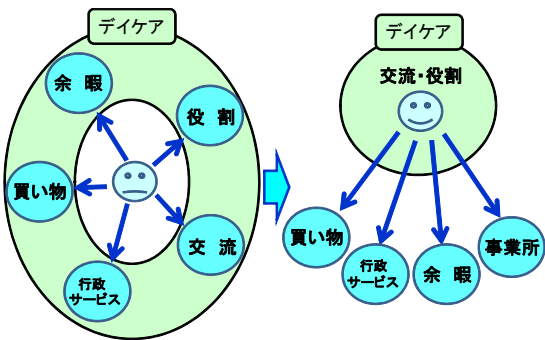 デイケア
余 暇
役 割
買い物
交 流
行政
サービス
デイケア
交流・役割
買い物
行政
サービス
余 暇
事業所